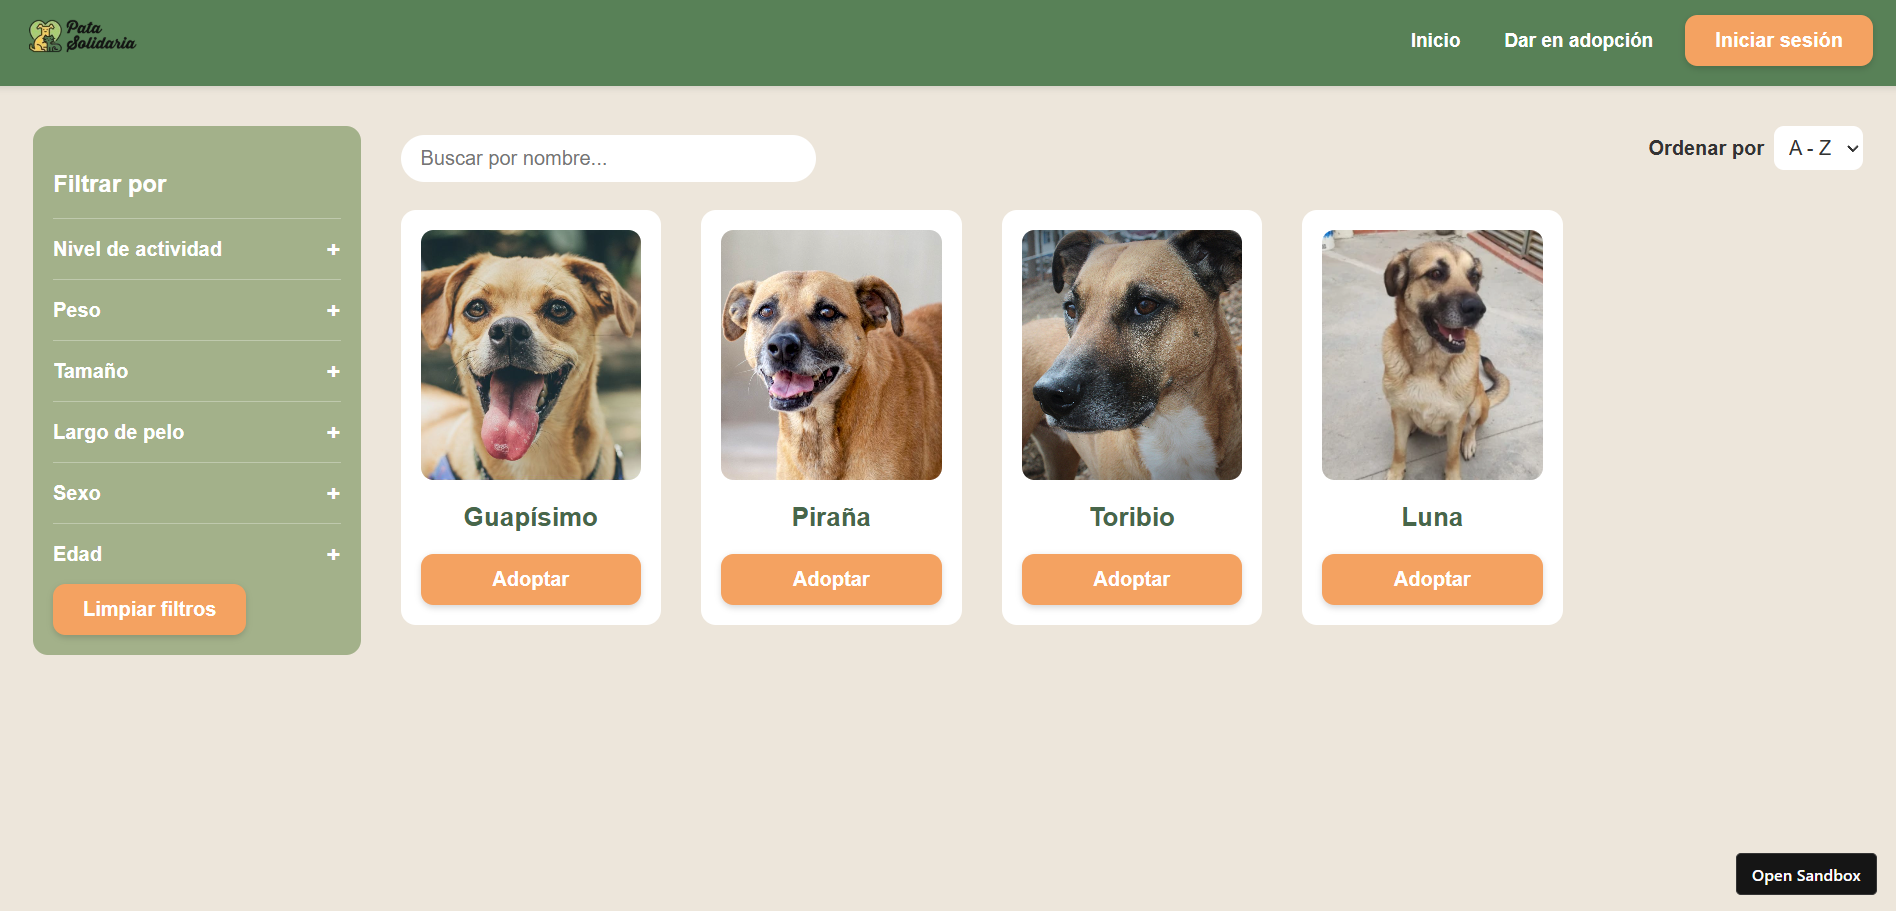 Pata
Solidaria
Inicio
Dar en adopción
Iniciar sesión
Filtrar por
Nivel de actividad +
Peso +
Tamaño +
Largo de pelo +
Sexo +
Edad +
Limpiar filtros
Buscar por nombre...
Ordenar por A - Z
Guapísimo
Adoptar
Piraña
Adoptar
Toribio
Adoptar
Luna
Adoptar
Open Sandbox